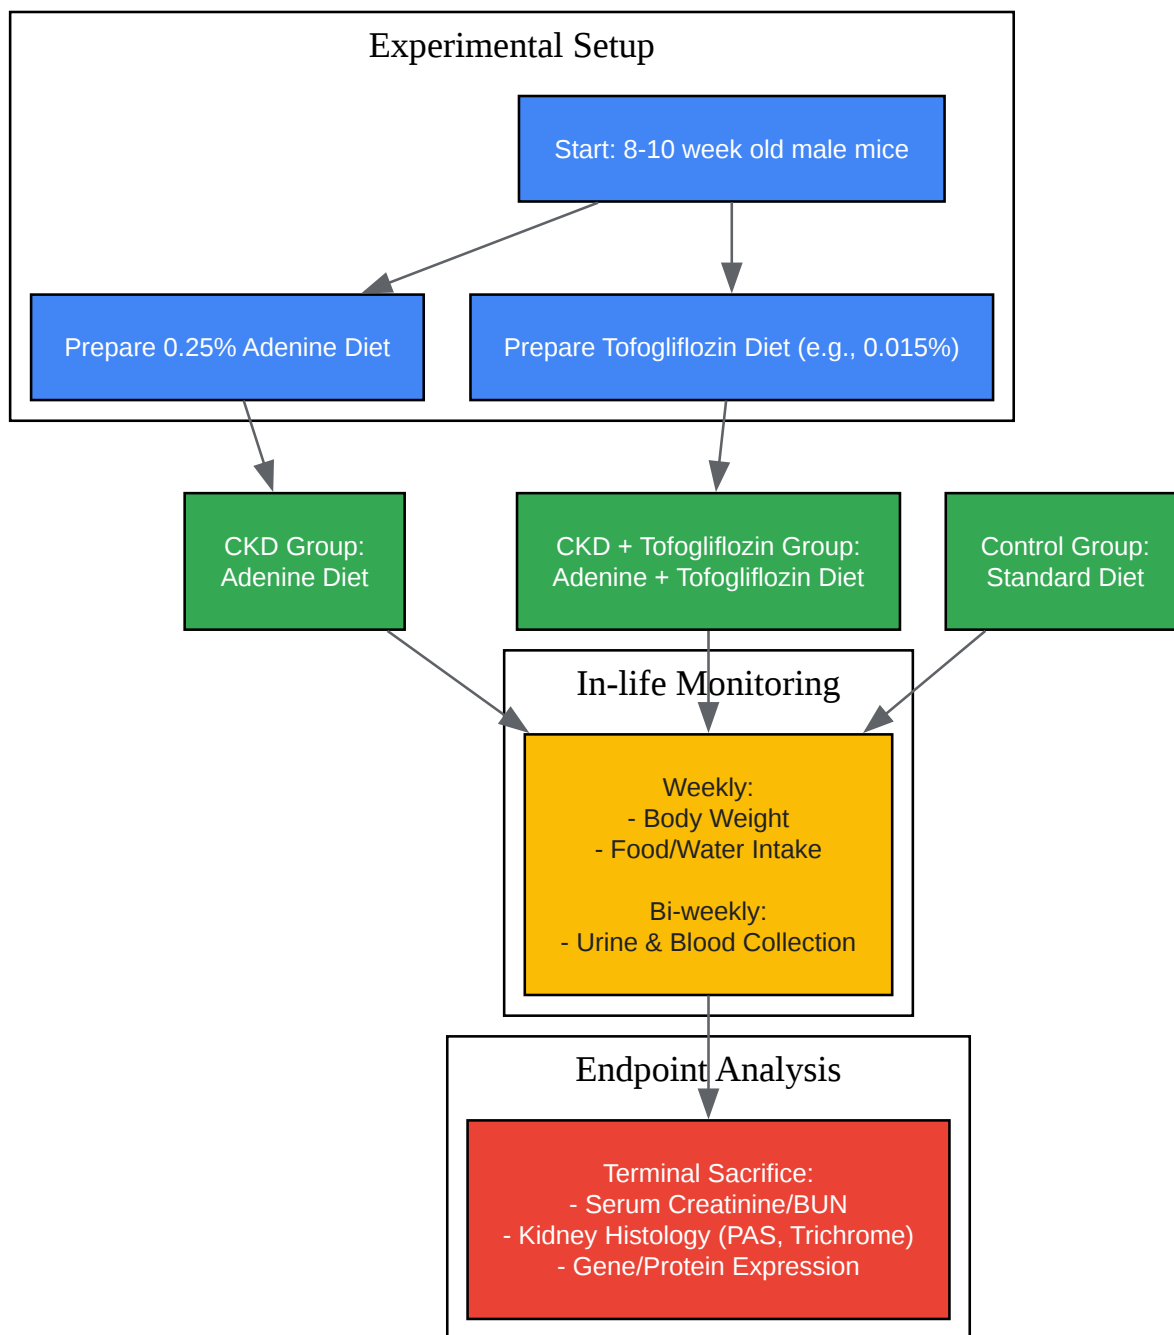 Experimental Setup
Start: 8-10 week old male mice
Prepare 0.25% Adenine Diet
Prepare Tofogliflozin Diet (e.g., 0.015%)
CKD Group:
Adenine Diet
CKD + Tofogliflozin Group:
Adenine + Tofogliflozin Diet
Control Group:
Standard Diet
In-life Monitoring
Weekly:
- Body Weight
- Food/Water Intake
Bi-weekly:
- Urine & Blood Collection
Endpoint Analysis
Terminal Sacrifice:
- Serum Creatinine/BUN
- Kidney Histology (PAS, Trichrome)
- Gene/Protein Expression